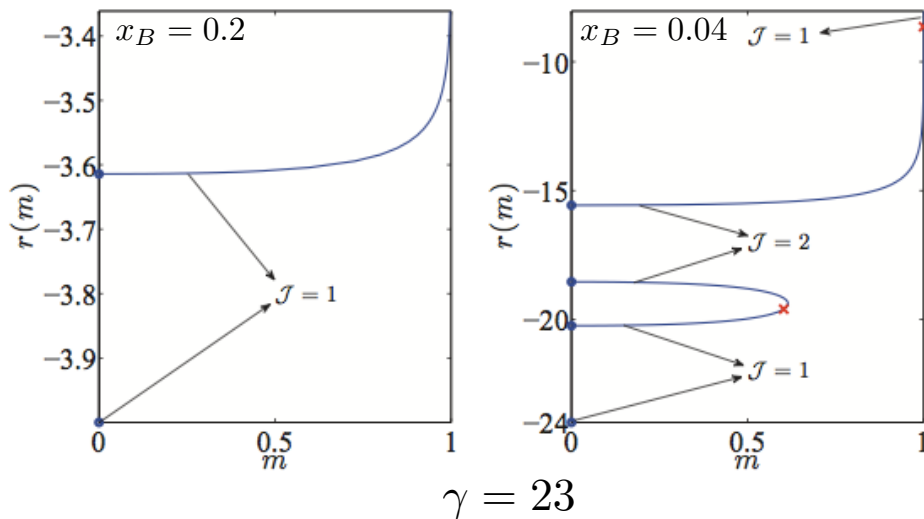 x_B = 0.2
−3.4
−3.5
−3.6
−3.7
−3.8
−3.9
r(m)
𝒥 = 1
0
0.5
1
m
x_B = 0.04
𝒥 = 1
−10
−15
−20
−24
r(m)
𝒥 = 2
𝒥 = 1
0
0.5
1
m
γ = 23